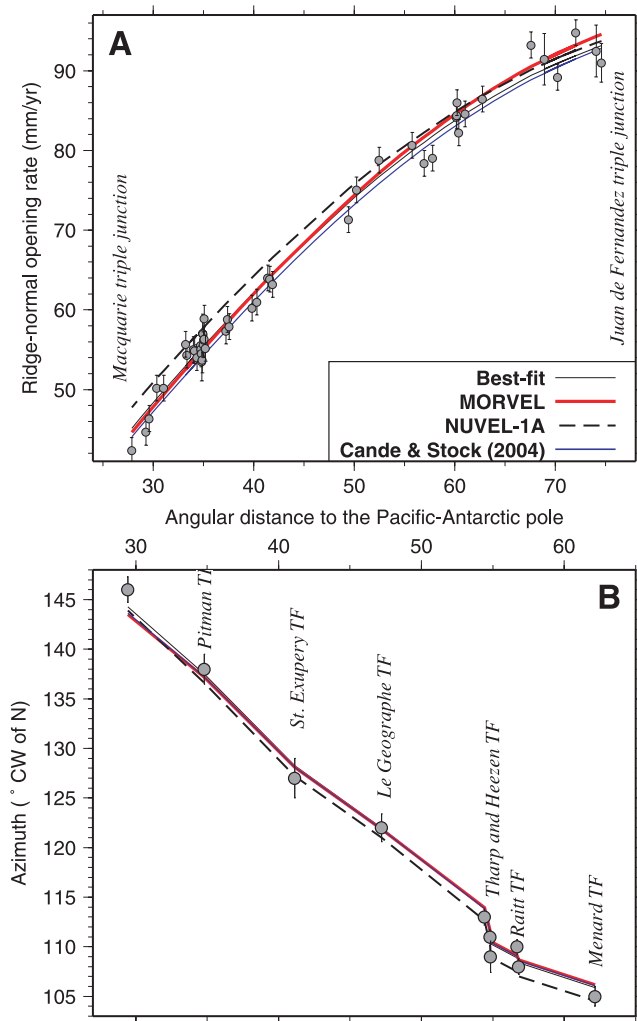 A
90
80
70
60
50
Ridge-normal opening rate (mm/yr)
Macquarie triple junction
Juan de Fernandez triple junction
Best-fit
MORVEL
NUVEL-1A
Cande & Stock (2004)
30 40 50 60 70
Angular distance to the Pacific-Antarctic pole
30 40 50 60
B
145
140
135
130
125
120
115
110
105
Azimuth (° CW of N)
Pitman TF
St. Exupery TF
Le Geographe TF
Tharp and Heezen TF
Raitt TF
Menard TF